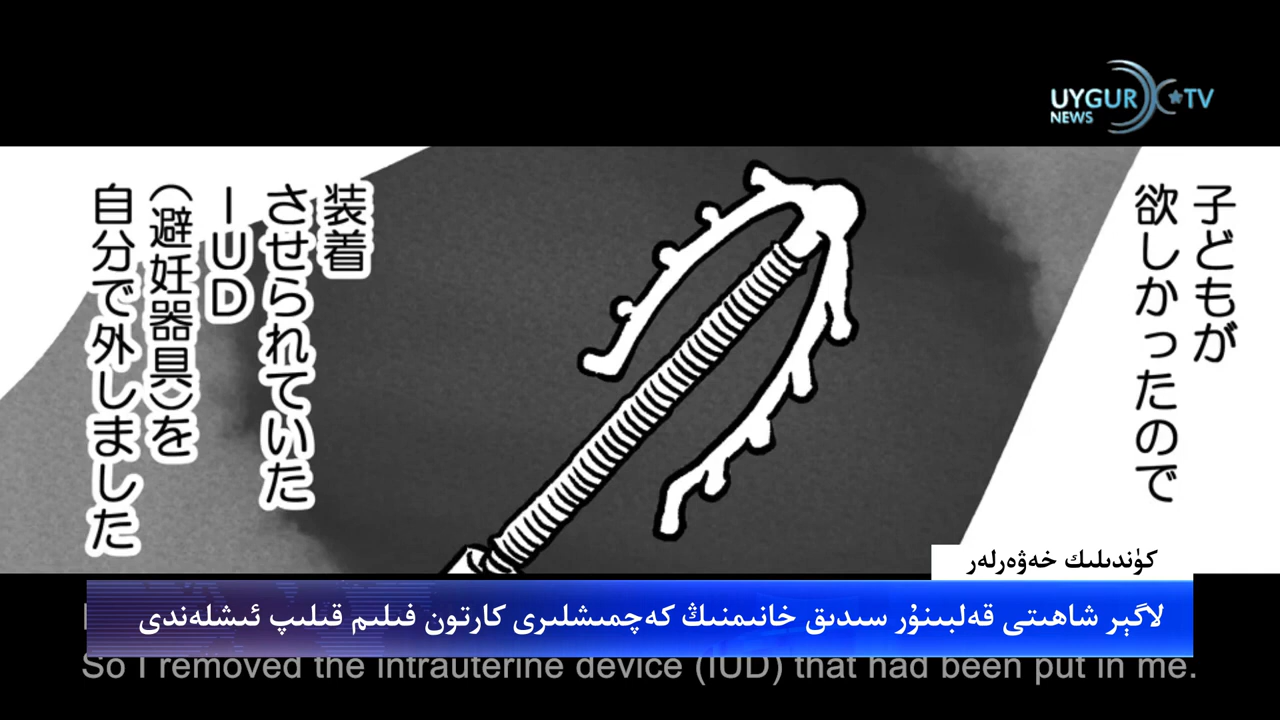 UYGUR TV
NEWS
子どもが
欲しかったので
装着
させられていた
IUD
（避妊器具）を
自分で外しました
كۈندىلىك خەۋەرلەر
لاگېر شاھىتى قەلبىنۇر سىدىق خانىمنىڭ كەچمىشلىرى كارتون فىلىم قىلىپ ئىشلەندى
So I removed the intrauterine device (IUD) that had been put in me.